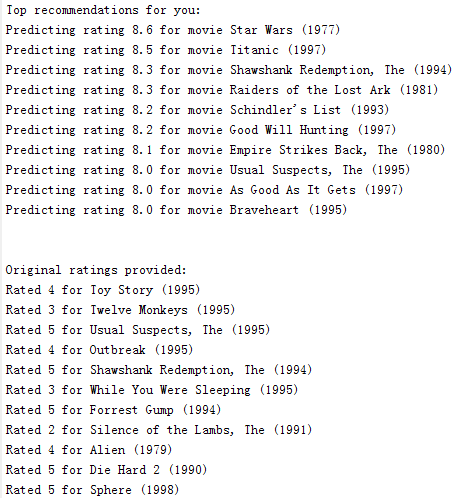 Top recommendations for you:
Predicting rating 8.6 for movie Star Wars (1977)
Predicting rating 8.5 for movie Titanic (1997)
Predicting rating 8.3 for movie Shawshank Redemption, The (1994)
Predicting rating 8.3 for movie Raiders of the Lost Ark (1981)
Predicting rating 8.2 for movie Schindler's List (1993)
Predicting rating 8.2 for movie Good Will Hunting (1997)
Predicting rating 8.1 for movie Empire Strikes Back, The (1980)
Predicting rating 8.0 for movie Usual Suspects, The (1995)
Predicting rating 8.0 for movie As Good As It Gets (1997)
Predicting rating 8.0 for movie Braveheart (1995)
Original ratings provided:
Rated 4 for Toy Story (1995)
Rated 3 for Twelve Monkeys (1995)
Rated 5 for Usual Suspects, The (1995)
Rated 4 for Outbreak (1995)
Rated 5 for Shawshank Redemption, The (1994)
Rated 3 for While You Were Sleeping (1995)
Rated 5 for Forrest Gump (1994)
Rated 2 for Silence of the Lambs, The (1991)
Rated 4 for Alien (1979)
Rated 5 for Die Hard 2 (1990)
Rated 5 for Sphere (1998)